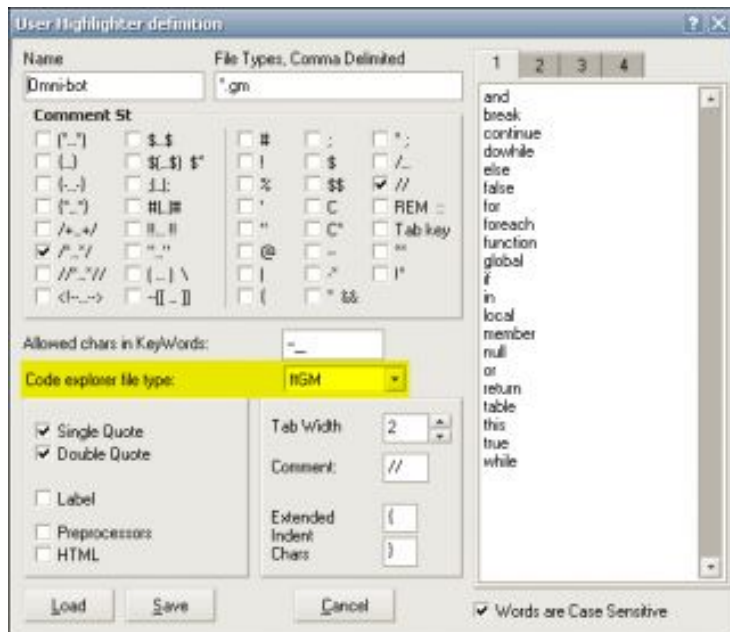 User Highlighter definition
Name
File Types, Comma Delimited
Omni-bot
*.gm
Comment St
$..$
#
;
!
$
%
$$
//
C
REM ::
C*
Tab key
@
/*..*/
//*..*//
<!--..-->
* &&
Allowed chars in KeyWords:
-_
Code explorer file type:
ftGM
Single Quote
Double Quote
Label
Preprocessors
HTML
Tab Width
2
Comment:
//
Extended
Indent
Chars
Load
Save
Cancel
1 2 3 4
and
break
continue
dowhile
else
false
for
foreach
function
global
if
in
local
member
null
or
return
table
this
true
while
Words are Case Sensitive